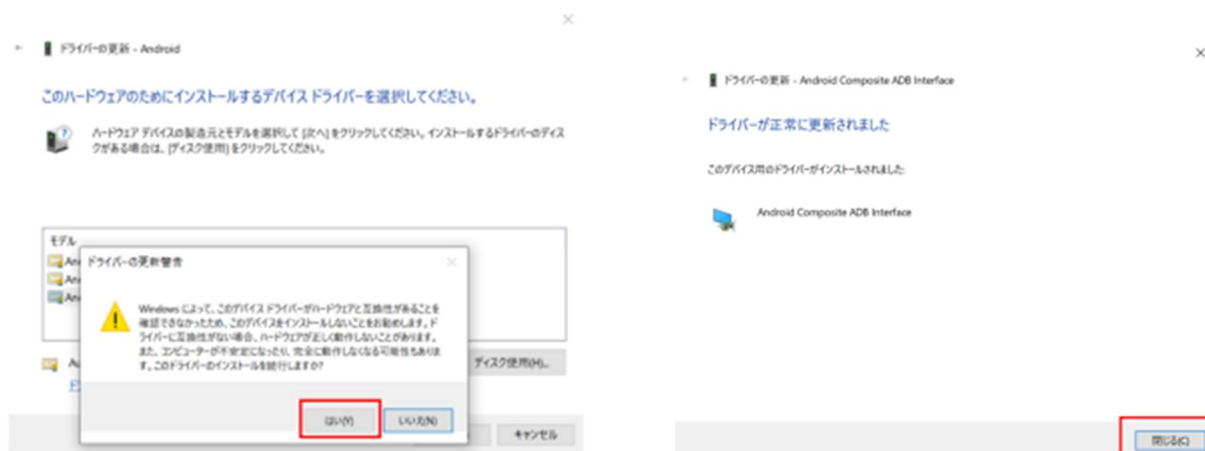 ドライバーの更新 - Android
このハードウェアのためにインストールするデバイス ドライバーを選択してください。
ハードウェア デバイスの製造元とモデルを選択して [次へ] をクリックしてください。インストールするドライバーのディス
クがある場合は、[ディスク使用] をクリックしてください。
モデル
An
An
An
ドライバーの更新警告
Windows によって、このデバイス ドライバーがハードウェアと互換性があることを
確認できなかったため、このデバイスをインストールしないことをお勧めします。ド
ライバーに互換性がない場合、ハードウェアが正しく動作しないことがあります。
また、コンピューターが不安定になったり、完全に動作しなくなる可能性もありま
す。このドライバーのインストールを続行しますか?
はい(Y)
いいえ(N)
ディスク使用(H)...
キャンセル
ドライバーの更新 - Android Composite ADB Interface
ドライバーが正常に更新されました
このデバイス用のドライバーがインストールされました:
Android Composite ADB Interface
閉じる(C)